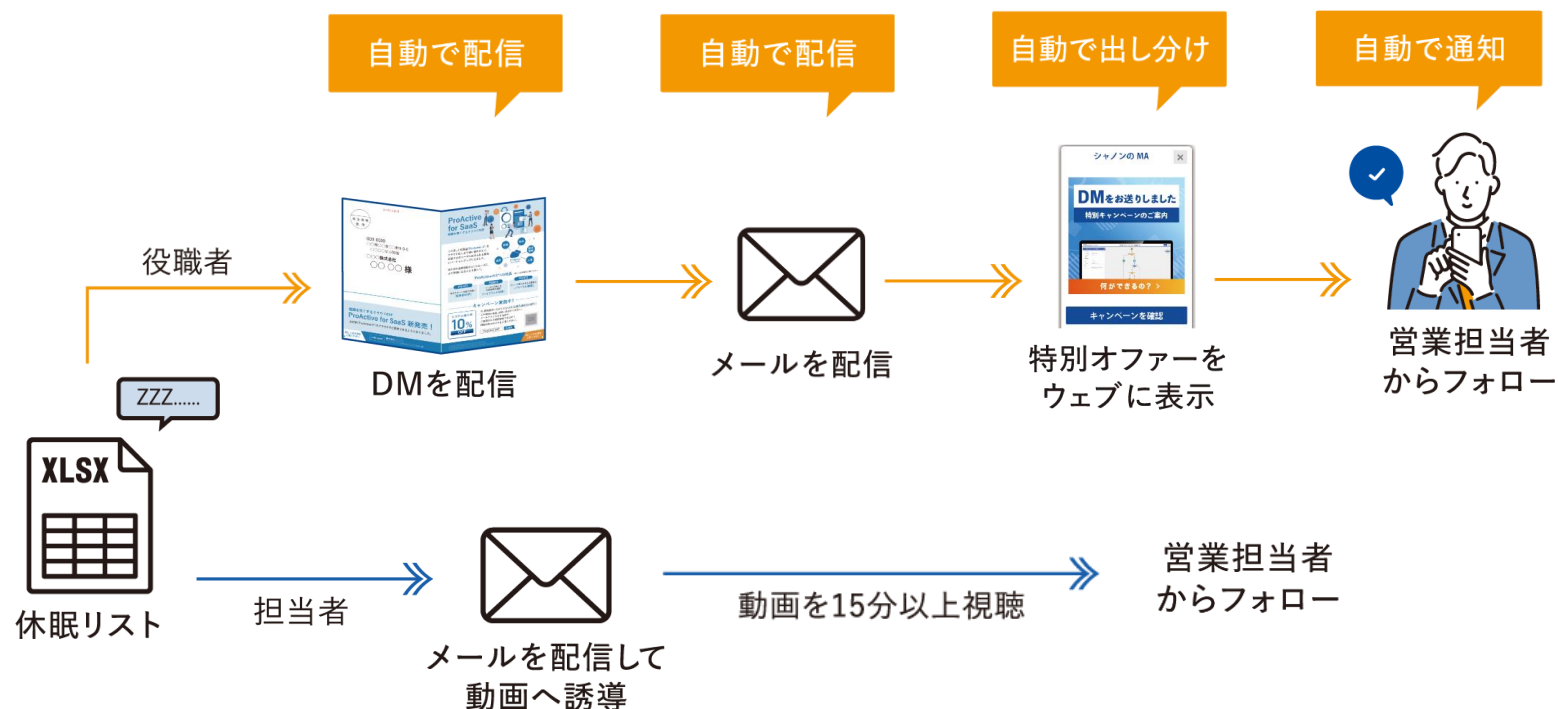 自動で配信
自動で配信
自動で出し分け
自動で通知
役職者
ProActive
for SaaS
様
ProActive for SaaS 新発売！
10%
DMを配信
メールを配信
シャノンの MA
DMをお送りしました
特別キャンペーンのご案内
何ができるの？
キャンペーンを確認
特別オファーを
ウェブに表示
営業担当者
からフォロー
ZZZ......
XLSX
休眠リスト
担当者
メールを配信して
動画へ誘導
動画を15分以上視聴
営業担当者
からフォロー